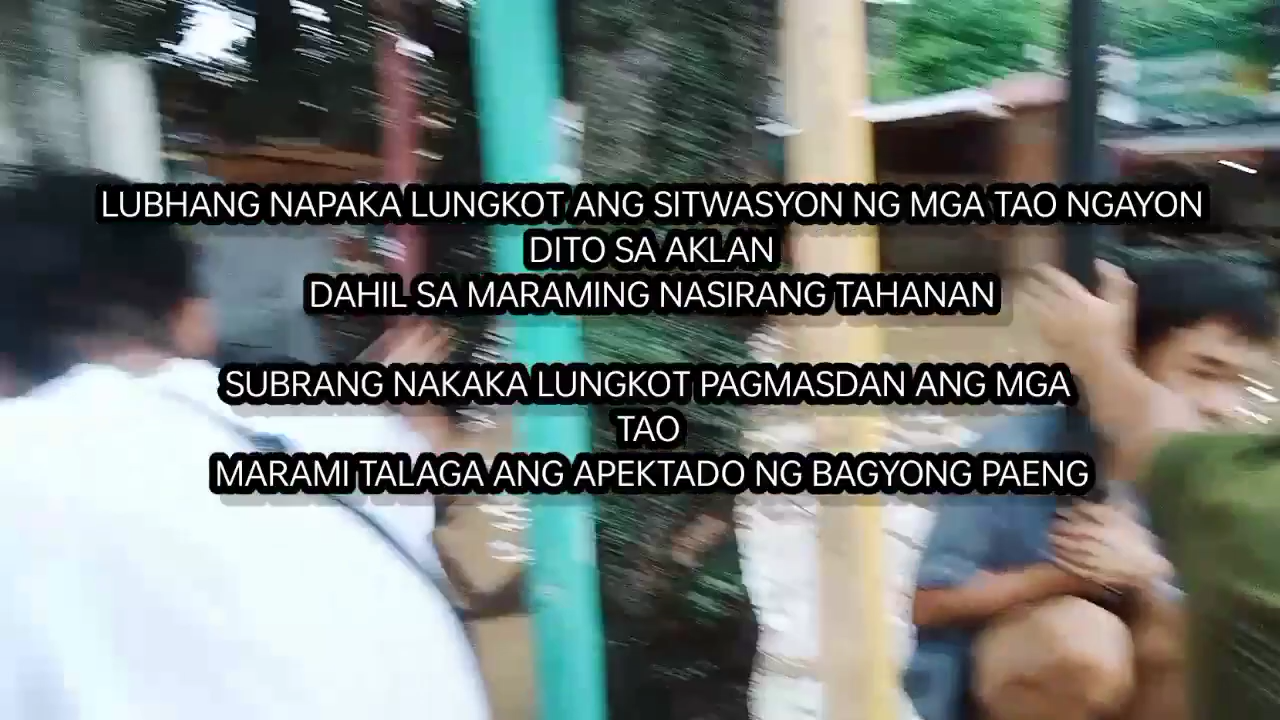 LUBHANG NAPAKA LUNGKOT ANG SITWASYON NG MGA TAO NGAYON
DITO SA AKLAN
DAHIL SA MARAMING NASIRANG TAHANAN
SUBRANG NAKAKA LUNGKOT PAGMASDAN ANG MGA
TAO
MARAMI TALAGA ANG APEKTADO NG BAGYONG PAENG